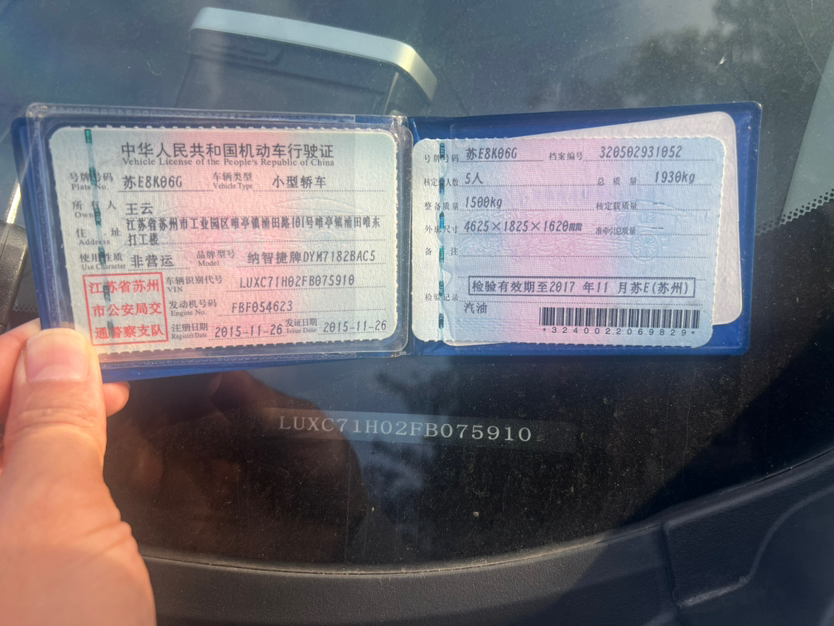 中华人民共和国机动车行驶证
Vehicle License of the People's Republic of China
号牌号码 苏E8K06G 车辆类型 小型轿车
Plate No. Vehicle Type
所有人 王云
Owner
住址 江苏省苏州市工业园区唯亭镇浦田路101号唯亭镇浦田唯东
Address 打工楼
使用性质 非营运 品牌型号 纳智捷牌DYM7182BAC5
Use Character Model
江苏省苏州
市公安局交
通警察支队
车辆识别代号 LUXC71H02FB075910
VIN
发动机号码 FBF054623
Engine No.
注册日期 2015-11-26 发证日期 2015-11-26
Register Date Issue Date
号牌号码 苏E8K06G 档案编号 320502931052
核定载人数 5人 总质量 1930kg
整备质量 1500kg 核定载质量 --
外廓尺寸 4625×1825×1620mm 准牵引总质量 --
备注
检验记录 检验有效期至2017年11月苏E(苏州)
汽油
*3240022069829*
LUXC71H02FB075910